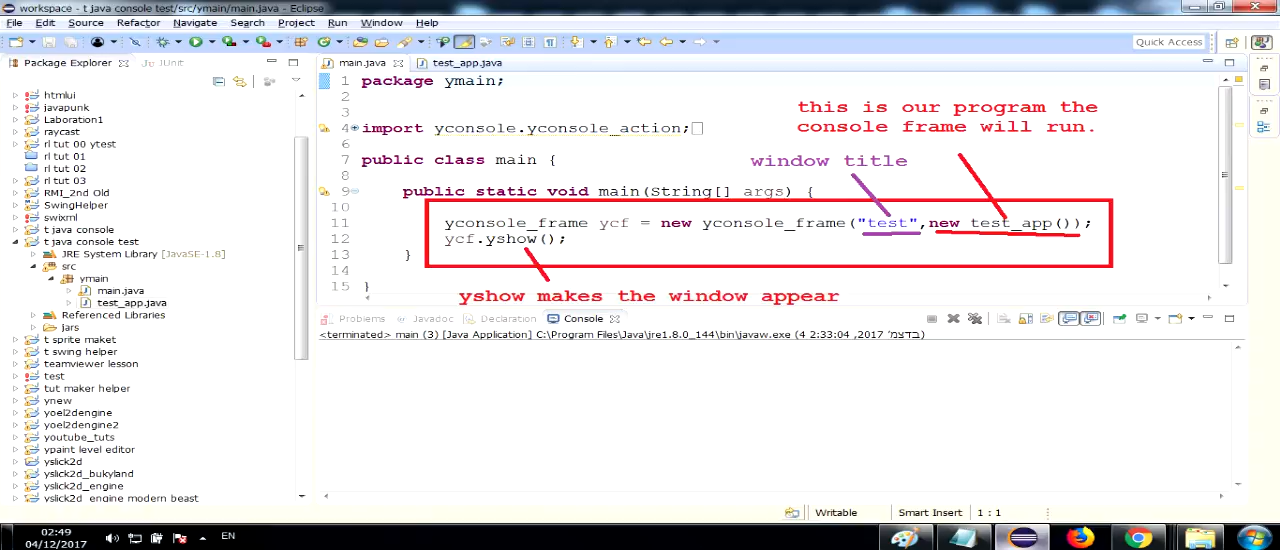 workspace - t java console test/src/ymain/main.java - Eclipse
File Edit Source Refactor Navigate Search Project Run Window Help
Quick Access
Package Explorer JUnit
htmlui
javapunk
Laboration1
raycast
rl tut 00 ytest
rl tut 01
rl tut 02
rl tut 03
RMI_2nd Old
SwingHelper
swixml
t java console
t java console test
JRE System Library [JavaSE-1.8]
src
ymain
main.java
test_app.java
Referenced Libraries
jars
t sprite maket
t swing helper
teamviewer lesson
test
tut maker helper
ynew
yoel2dengine
yoel2dengine2
youtube_tuts
ypaint level editor
yslick2d
yslick2d_bukyland
yslick2d_engine
yslick2d_engine modern beast
main.java test_app.java
1 package ymain;
2
3
4 import yconsole.yconsole_action;
6
7 public class main {
8
9 public static void main(String[] args) {
10
11 yconsole_frame ycf = new yconsole_frame("test",new test_app());
12 ycf.yshow();
13 }
14
15 }
this is our program the
console frame will run.
window title
yshow makes the window appear
Problems Javadoc Declaration Console
<terminated> main (3) [Java Application] C:\Program Files\Java\jre1.8.0_144\bin\javaw.exe (4 בדצמ׳ 2017, 2:33:04)
Writable Smart Insert 1 : 1
02:49
04/12/2017
EN